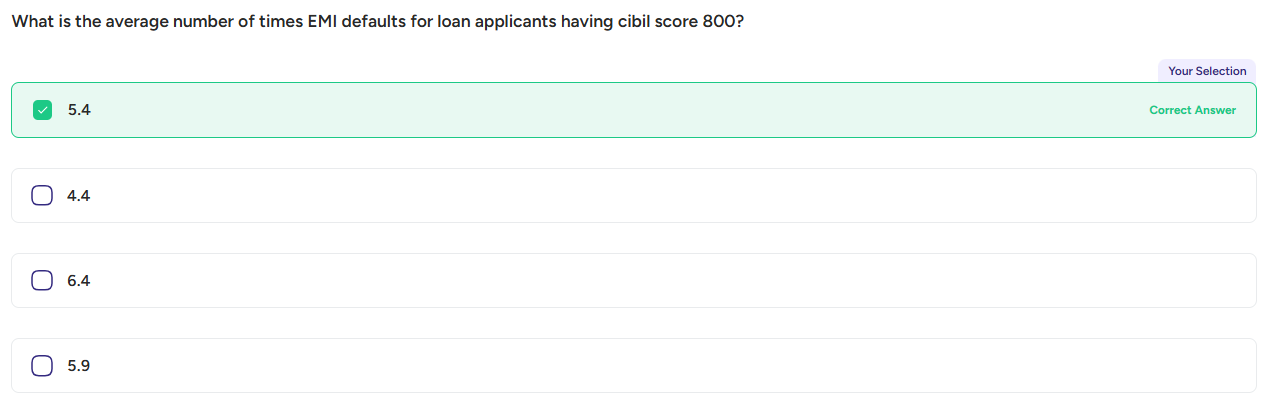 What is the average number of times EMI defaults for loan applicants having cibil score 800?
Your Selection
5.4
Correct Answer
4.4
6.4
5.9